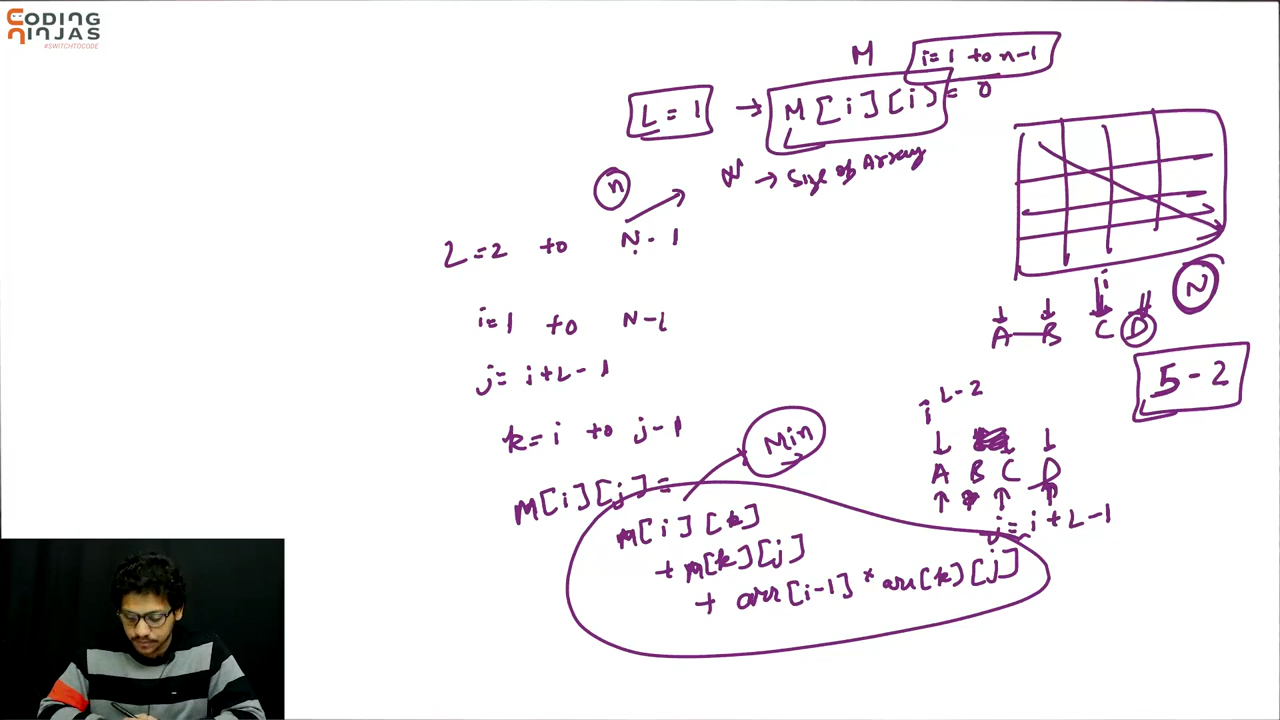 CODING
NINJAS
#SWITCHTOCODE
M
i=1 to n-1
L = 1 → M[i][i] = 0
n
N → Size of Array
L=2 to N-1
i=1 to N-L
j= i+L-1
k= i to j-1
M[i][j] =
Min
M[i][k]
+ M[k][j]
+ arr[i-1] * arr[k][j]
i
N
A B C D
5-2
L-2
i
A B C D
j= i+L-1